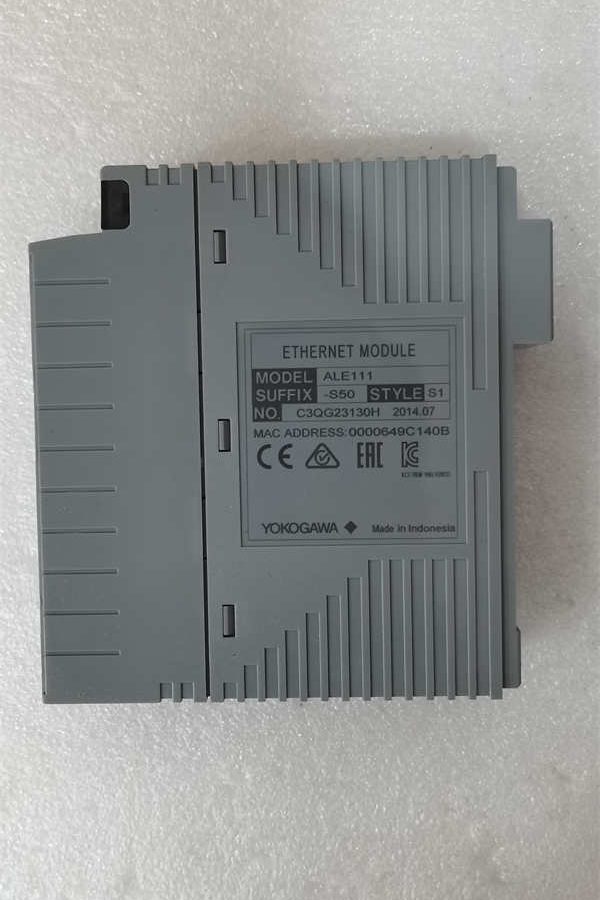 ETHERNET MODULE
MODEL ALE111
SUFFIX -S50 STYLE S1
NO. C3QG23130H 2014.07
MAC ADDRESS:0000649C140B
CE EAC
YOKOGAWA Made in Indonesia